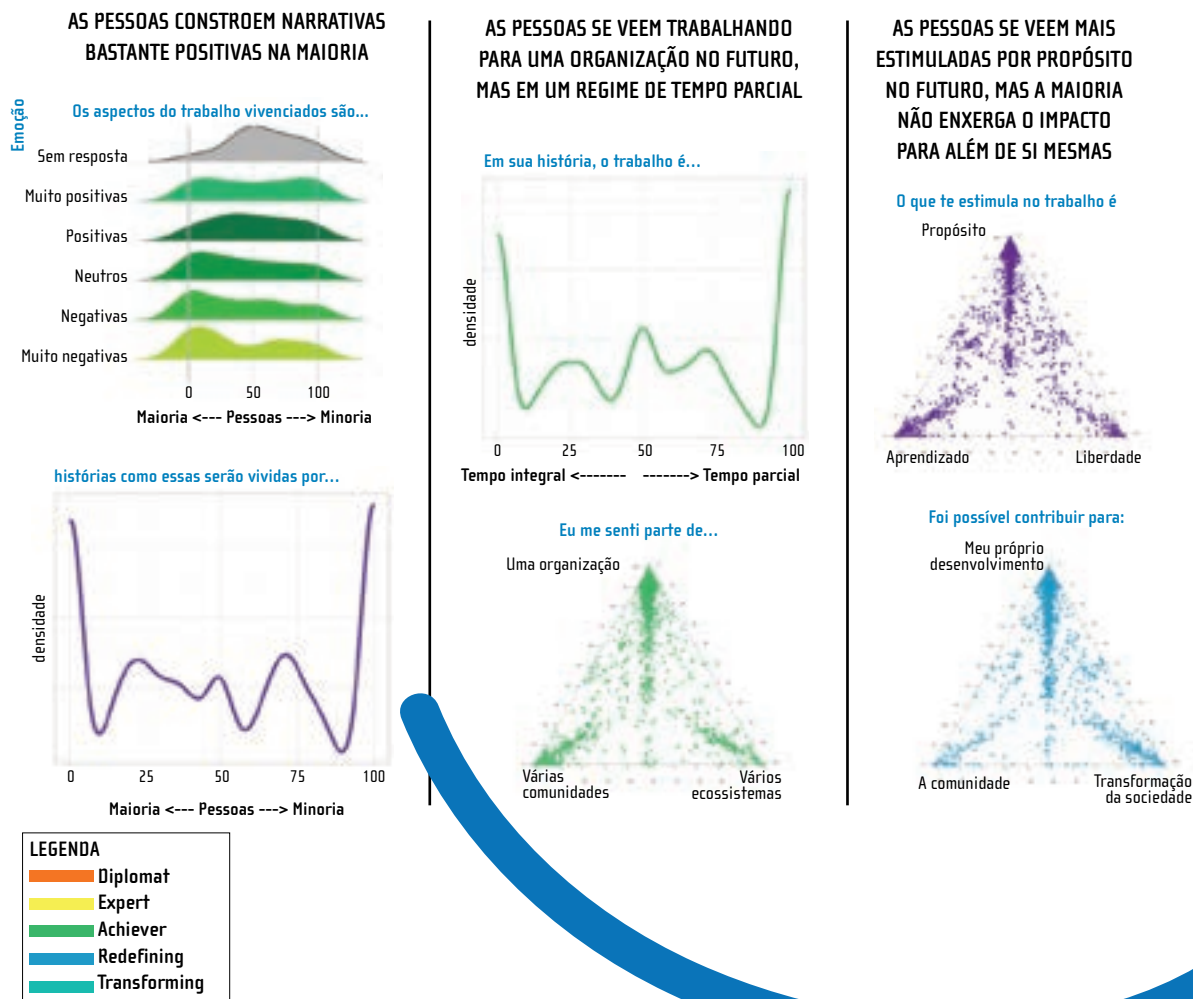 AS PESSOAS CONSTROEM NARRATIVAS
BASTANTE POSITIVAS NA MAIORIA
Emoção
Os aspectos do trabalho vivenciados são...
Sem resposta
Muito positivas
Positivas
Neutros
Negativas
Muito negativas
0 50 100
Maioria <--- Pessoas ---> Minoria
histórias como essas serão vividas por...
densidade
0 25 50 75 100
Maioria <--- Pessoas ---> Minoria
LEGENDA
Diplomat
Expert
Achiever
Redefining
Transforming
AS PESSOAS SE VEEM TRABALHANDO
PARA UMA ORGANIZAÇÃO NO FUTURO,
MAS EM UM REGIME DE TEMPO PARCIAL
Em sua história, o trabalho é...
densidade
0 25 50 75 100
Tempo integral <------- -------> Tempo parcial
Eu me senti parte de...
Uma organização
Várias
comunidades
Vários
ecossistemas
AS PESSOAS SE VEEM MAIS
ESTIMULADAS POR PROPÓSITO
NO FUTURO, MAS A MAIORIA
NÃO ENXERGA O IMPACTO
PARA ALÉM DE SI MESMAS
O que te estimula no trabalho é
Propósito
Aprendizado
Liberdade
Foi possível contribuir para:
Meu próprio
desenvolvimento
A comunidade
Transformação
da sociedade